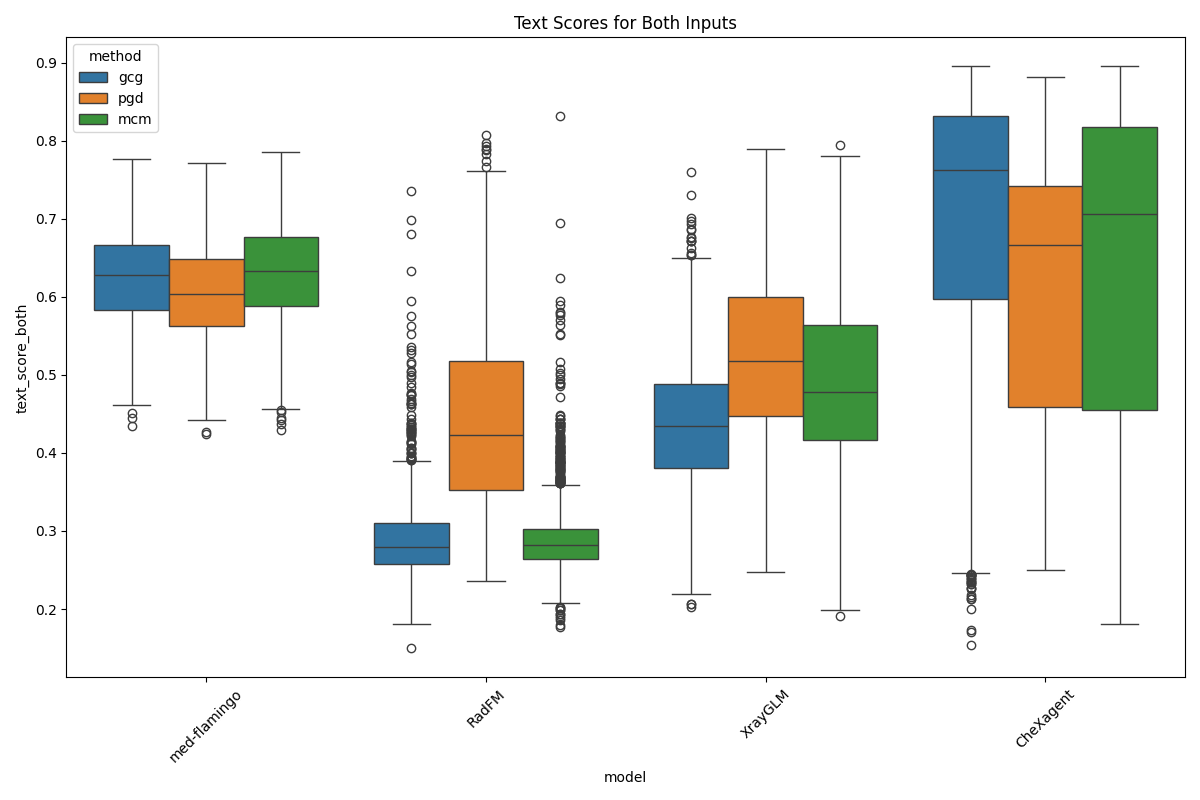 Text Scores for Both Inputs
method
gcg
pgd
mcm
0.9
0.8
0.7
0.6
0.5
0.4
0.3
0.2
text_score_both
med-flamingo
RadFM
XrayGLM
CheXagent
model